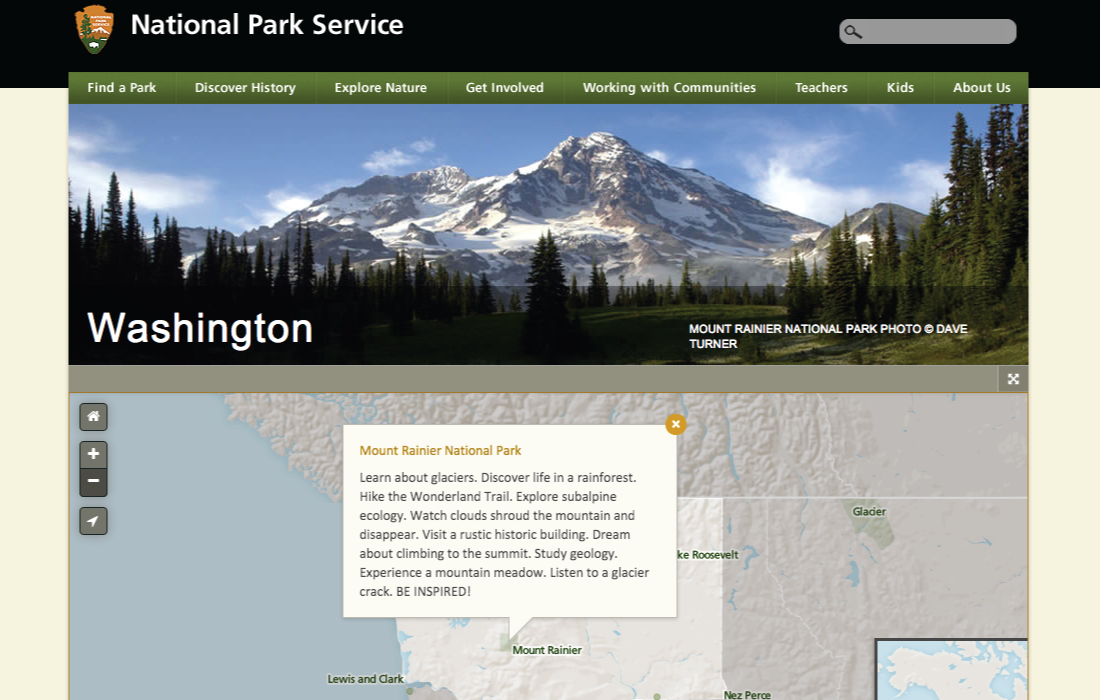 National Park Service
Find a Park
Discover History
Explore Nature
Get Involved
Working with Communities
Teachers
Kids
About Us
Washington
MOUNT RAINIER NATIONAL PARK PHOTO © DAVE
TURNER
Mount Rainier National Park
Learn about glaciers. Discover life in a rainforest.
Hike the Wonderland Trail. Explore subalpine
ecology. Watch clouds shroud the mountain and
disappear. Visit a rustic historic building. Dream
about climbing to the summit. Study geology.
Experience a mountain meadow. Listen to a glacier
crack. BE INSPIRED!
Glacier
ke Roosevelt
Mount Rainier
Lewis and Clark
Nez Perce